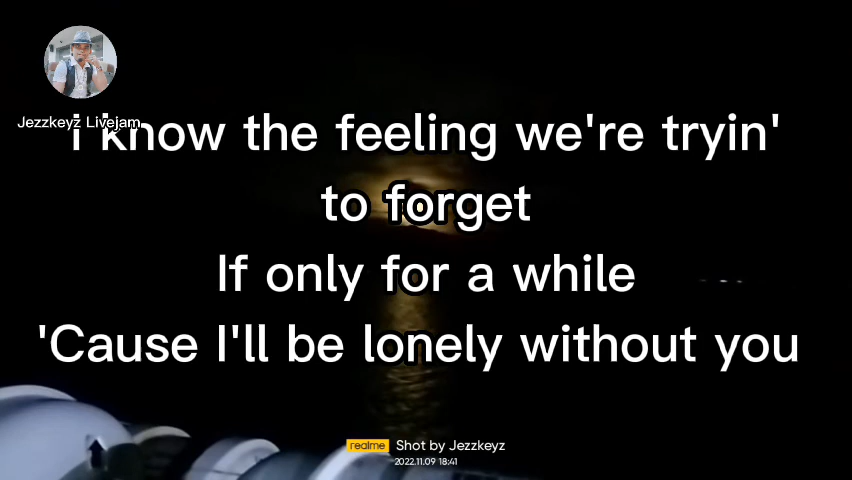 Jezzkeyz Livejam
I know the feeling we're tryin'
to forget
If only for a while
'Cause I'll be lonely without you
realme Shot by Jezzkeyz
2022.11.09 18:41